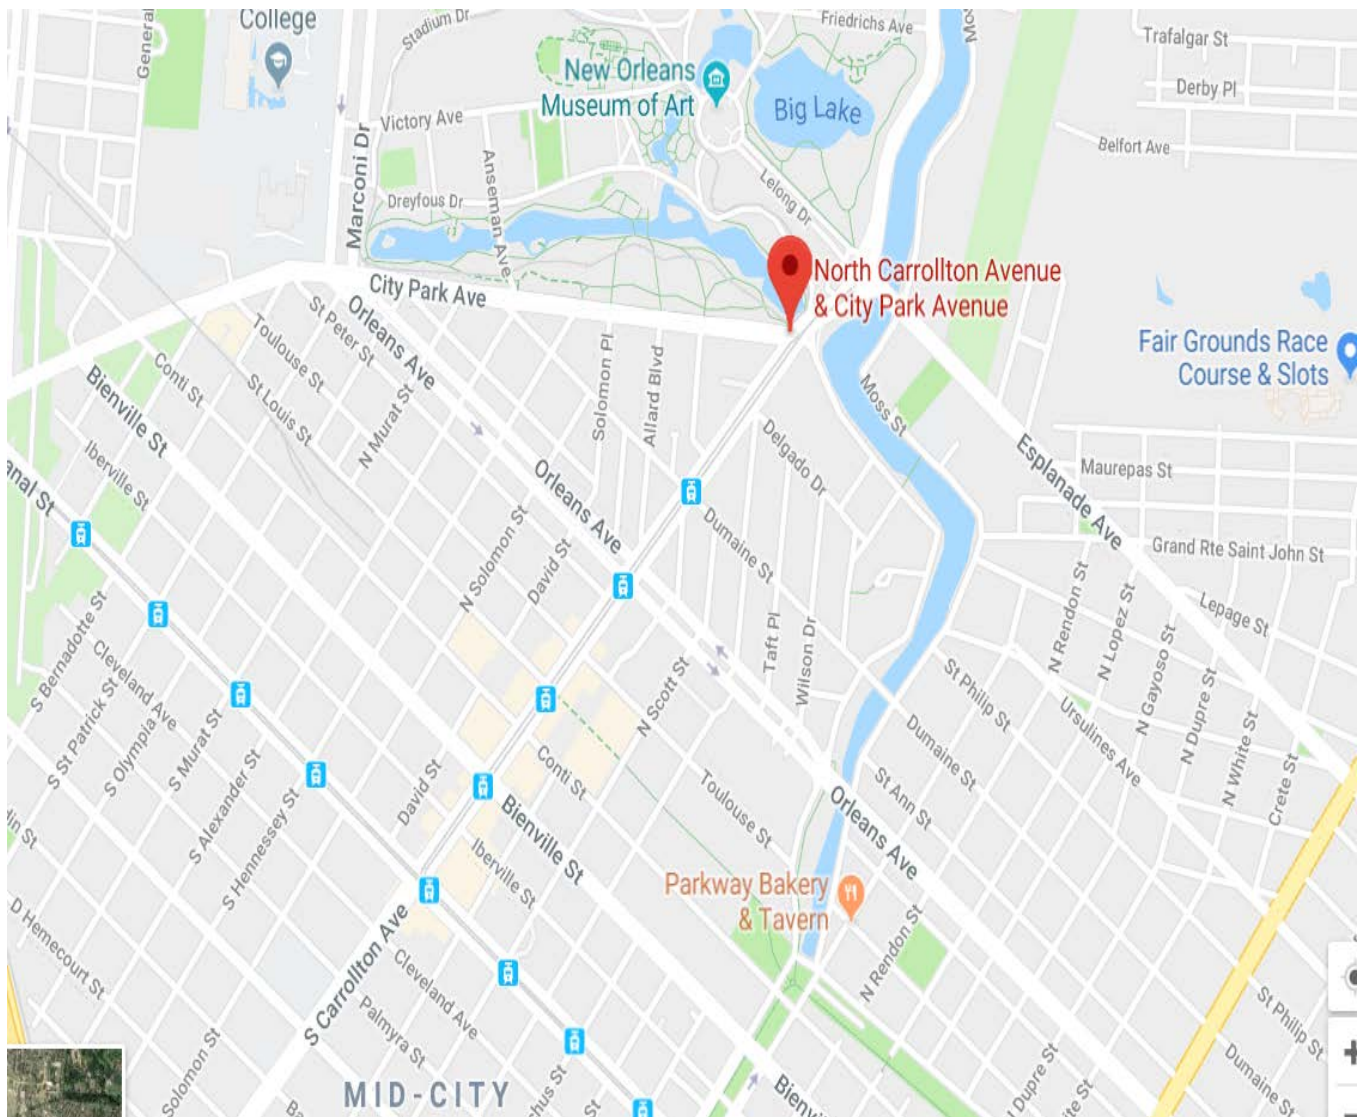 College
General
Stadium Dr
Friedrichs Ave
Trafalgar St
New Orleans
Museum of Art
Derby Pl
Big Lake
Victory Ave
Belfort Ave
Marconi Dr
Anseman Ave
Lelong Dr
Dreyfous Dr
North Carrollton Avenue
& City Park Avenue
City Park Ave
Fair Grounds Race
Course & Slots
St Peter St
Orleans Ave
Toulouse St
Conti St
St Louis St
N Murat St
Solomon Pl
Allard Blvd
Moss St
Bienville St
Delgado Dr
Esplanade Ave
Iberville St
Maurepas St
anal St
Orleans Ave
Dumaine St
Grand Rte Saint John St
N Solomon St
David St
N Rendon St
N Lopez St
Lepage St
S Bernadotte St
Cleveland Ave
Taft Pl
Wilson Dr
N Scott St
St Philip St
Ursulines Ave
N Gayoso St
N Dupre St
N White St
Crete St
S St Patrick St
S Olympia
S Murat St
S Alexander St
S Hennessey St
David St
Conti St
Toulouse St
Dumaine St
St Ann St
Orleans Ave
Bienville St
Iberville St
Parkway Bakery
& Tavern
D Hemecourt St
S Carrollton Ave
Cleveland Ave
Palmyra St
N Rendon St
St Philip St
Dumaine St
Solomon St
MID-CITY
Dupre St